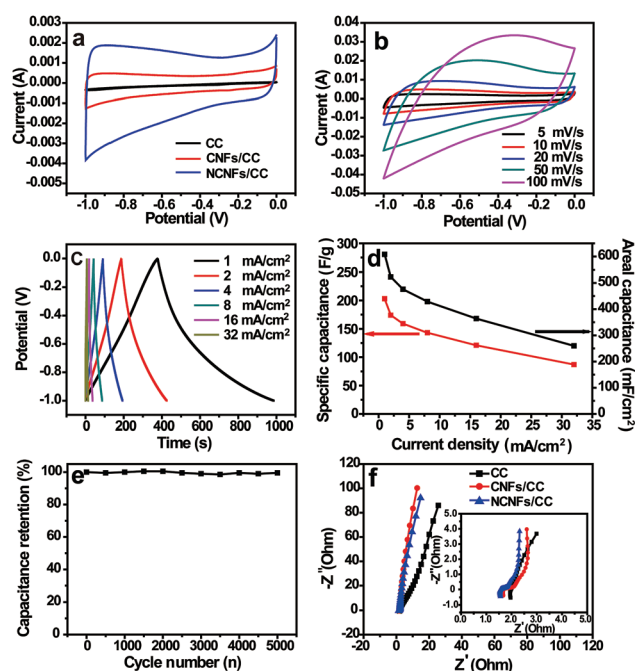 a
0.003
0.002
0.001
0.000
-0.001
-0.002
-0.003
-0.004
-0.005
Current (A)
CC
CNFs/CC
NCNFs/CC
-1.0 -0.8 -0.6 -0.4 -0.2 0.0
Potential (V)
b
0.04
0.03
0.02
0.01
0.00
-0.01
-0.02
-0.03
-0.04
Current (A)
5 mV/s
10 mV/s
20 mV/s
50 mV/s
100 mV/s
-1.0 -0.8 -0.6 -0.4 -0.2 0.0
Potential (V)
c
0.0
-0.2
-0.4
-0.6
-0.8
-1.0
Potential (V)
1 mA/cm²
2 mA/cm²
4 mA/cm²
8 mA/cm²
16 mA/cm²
32 mA/cm²
0 200 400 600 800 1000
Time (s)
d
300
250
200
150
100
50
0
Specific capacitance (F/g)
600
500
400
300
200
100
0
Areal capacitance (mF/cm²)
0 5 10 15 20 25 30 35
Current density (mA/cm²)
e
120
100
80
60
40
20
0
Capacitance retention (%)
0 1000 2000 3000 4000 5000
Cycle number (n)
f
120
100
80
60
40
20
0
-20
-Z''(Ohm)
CC
CNFs/CC
NCNFs/CC
5.0
4.0
3.0
2.0
1.0
0
-1.0
-Z''(Ohm)
0.0 1.0 2.0 3.0 4.0 5.0
Z'(Ohm)
0 20 40 60 80 100 120
Z'(Ohm)